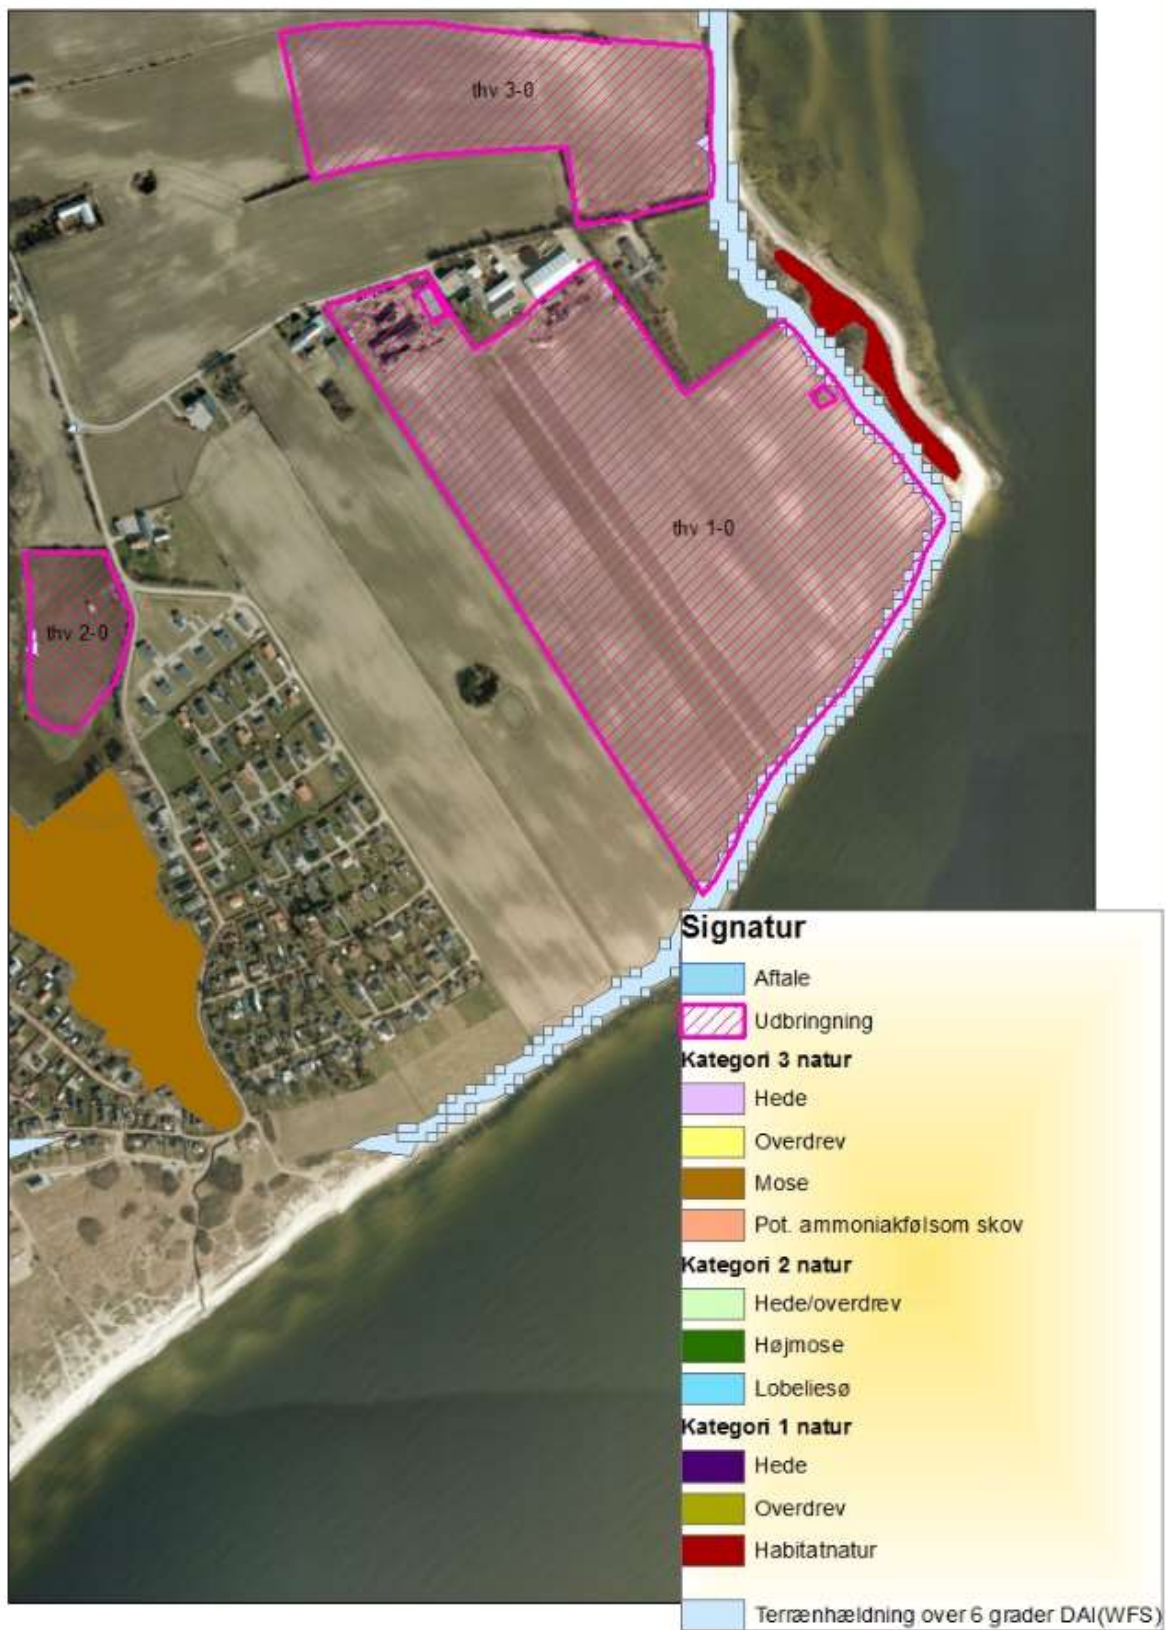 thv 3-0
thv 1-0
thv 2-0
Signatur
Aftale
Udbringning
Kategori 3 natur
Hede
Overdrev
Mose
Pot. ammoniakfølsom skov
Kategori 2 natur
Hede/overdrev
Højmose
Lobeliesø
Kategori 1 natur
Hede
Overdrev
Habitatnatur
Terrænhældning over 6 grader DAI(WFS)